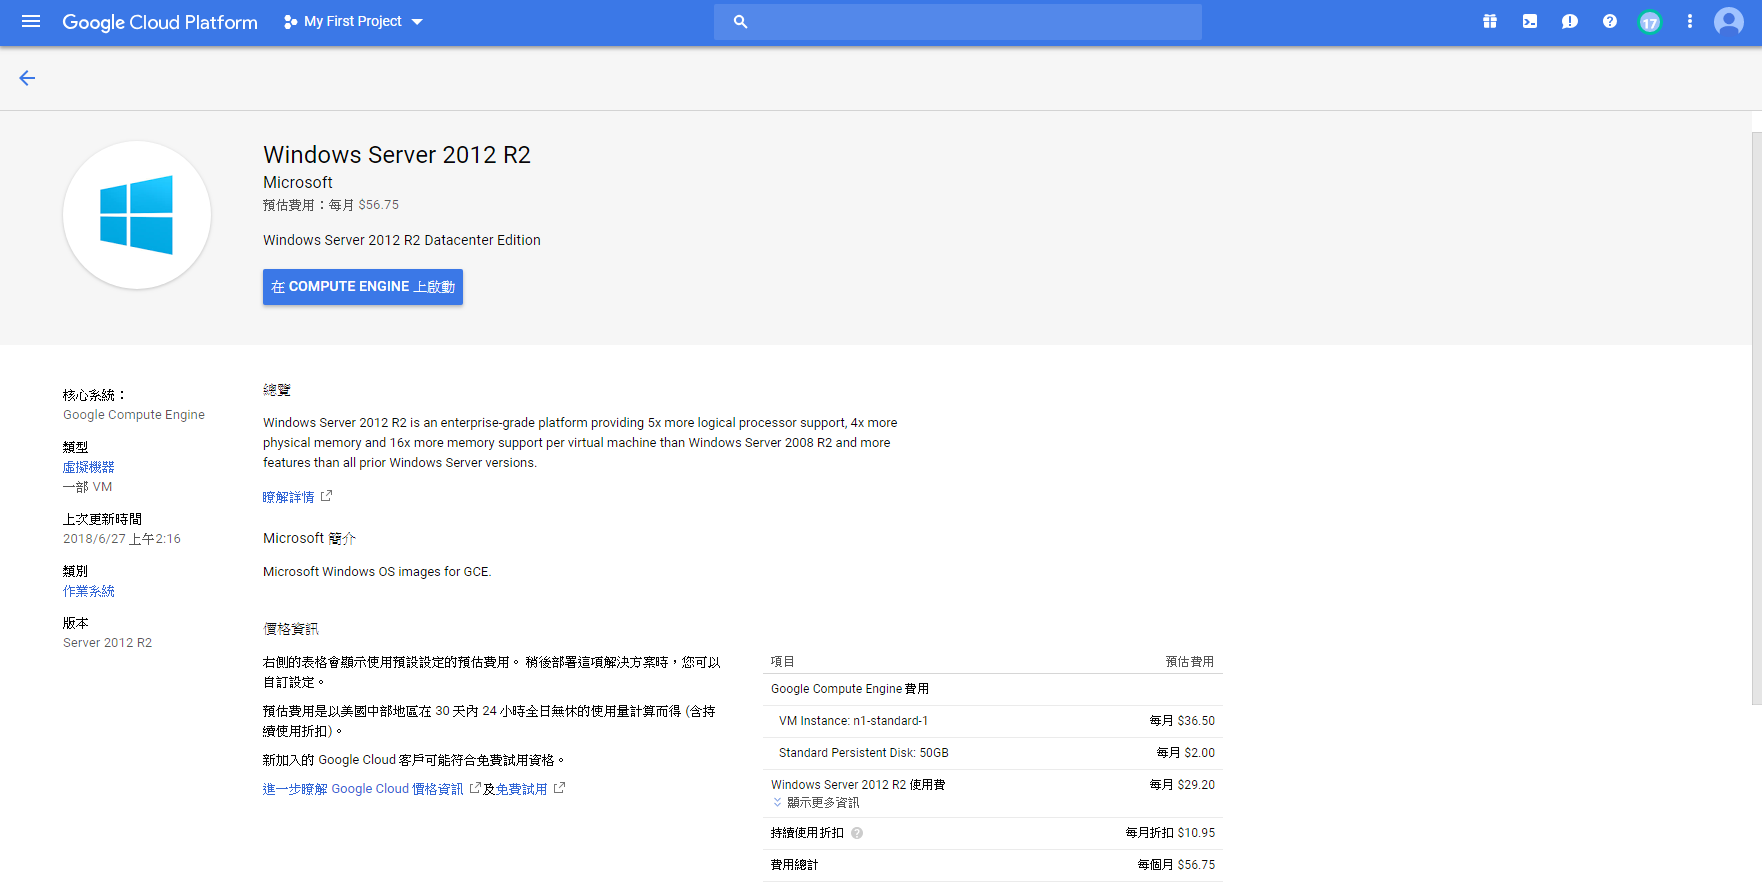 Google Cloud Platform
My First Project
17
Windows Server 2012 R2
Microsoft
預估費用：每月 $56.75
Windows Server 2012 R2 Datacenter Edition
在 COMPUTE ENGINE 上啟動
核心系統：
Google Compute Engine
類型
虛擬機器
一部 VM
上次更新時間
2018/6/27 上午2:16
類別
作業系統
版本
Server 2012 R2
總覽
Windows Server 2012 R2 is an enterprise-grade platform providing 5x more logical processor support, 4x more
physical memory and 16x more memory support per virtual machine than Windows Server 2008 R2 and more
features than all prior Windows Server versions.
瞭解詳情
Microsoft 簡介
Microsoft Windows OS images for GCE.
價格資訊
右側的表格會顯示使用預設設定的預估費用。 稍後部署這項解決方案時，您可以
自訂設定。
預估費用是以美國中部地區在 30 天內 24 小時全日無休的使用量計算而得 (含持
續使用折扣)。
新加入的 Google Cloud 客戶可能符合免費試用資格。
進一步瞭解 Google Cloud 價格資訊 及免費試用
項目 預估費用
Google Compute Engine 費用
VM Instance: n1-standard-1 每月 $36.50
Standard Persistent Disk: 50GB 每月 $2.00
Windows Server 2012 R2 使用費 每月 $29.20
顯示更多資訊
持續使用折扣 每月折扣 $10.95
費用總計 每個月 $56.75